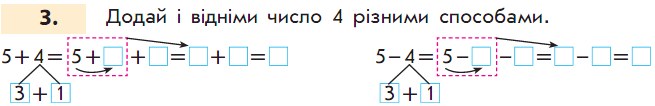 3. Додай і відніми число 4 різними способами.
5+4=5+□+□=□+□=□ 5-4=5-□-□=□-□=□
3+1 3+1